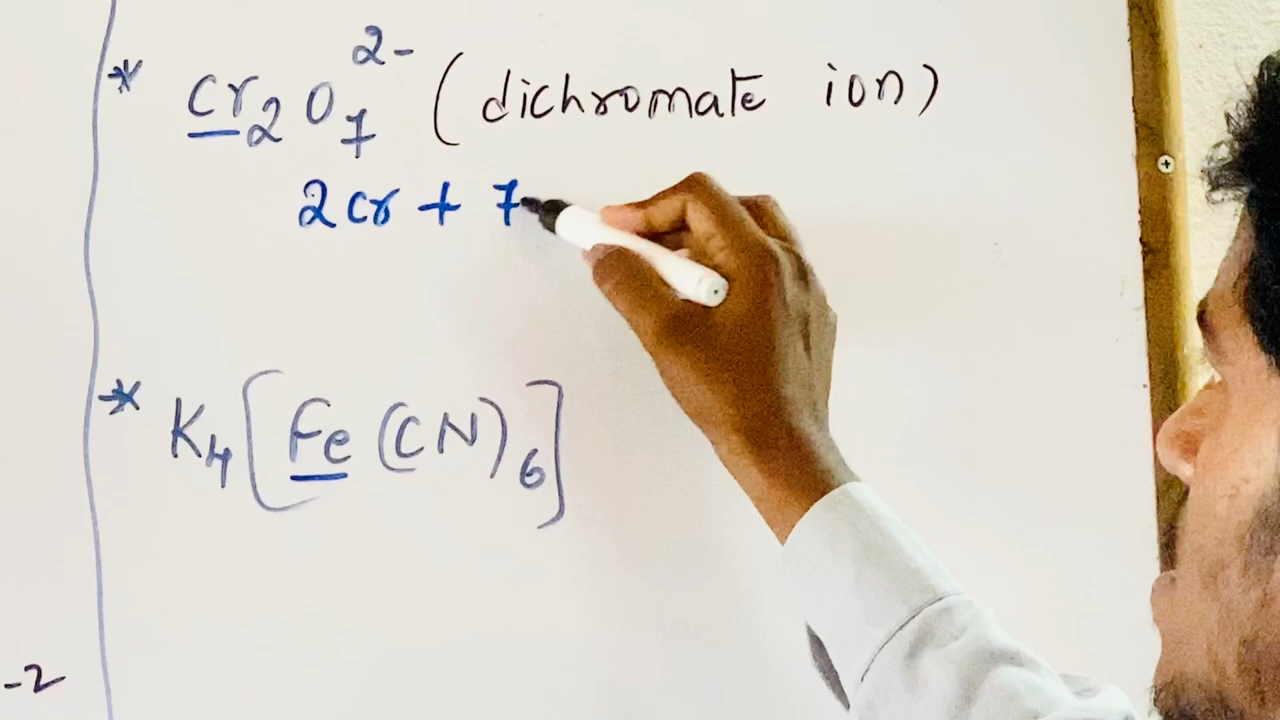 * Cr₂O₇²⁻ (dichromate ion)
2cr + 7
* K₄[Fe(CN)₆]
-2